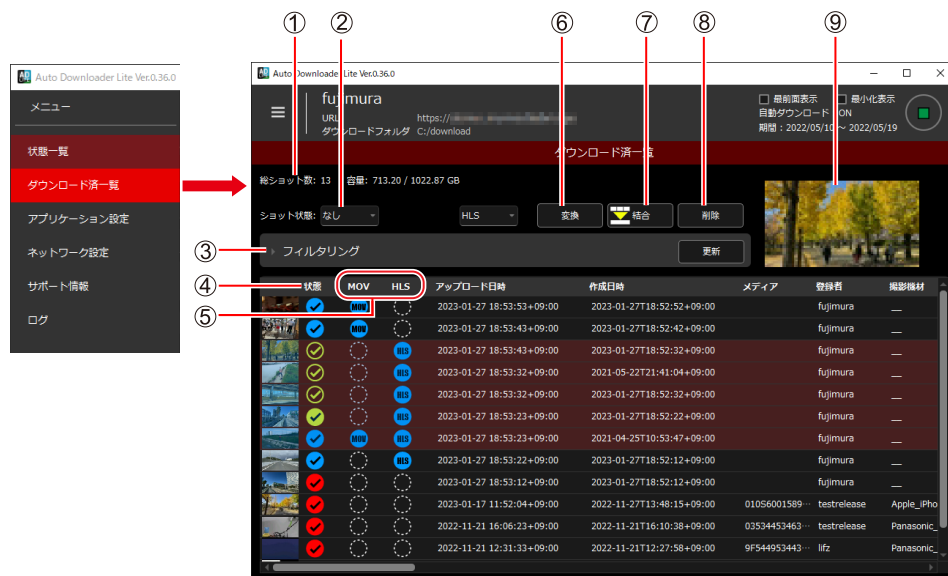 ① ② ⑥ ⑦ ⑧ ⑨
Auto Downloader Lite Ver.0.36.0
メニュー
状態一覧
ダウンロード済一覧
アプリケーション設定
ネットワーク設定
サポート情報
ログ
Auto Downloader Lite Ver.0.36.0
fujimura
URL https://
ダウンロードフォルダ C:/download
最前面表示 最小化表示
自動ダウンロード ON
期間 : 2022/05/10 ～ 2022/05/19
ダウンロード済一覧
総ショット数: 13 容量: 713.20 / 1022.87 GB
ショット状態: なし HLS 変換 結合 削除
③ フィルタリング 更新
④ 状態 MOV HLS アップロード日時 作成日時 メディア 登録者 撮影機材
⑤ MOV 2023-01-27 18:53:53+09:00 2023-01-27T18:52:52+09:00 fujimura __
MOV 2023-01-27 18:53:43+09:00 2023-01-27T18:52:42+09:00 fujimura __
HLS 2023-01-27 18:53:43+09:00 2023-01-27T18:52:32+09:00 fujimura __
HLS 2023-01-27 18:53:32+09:00 2021-05-22T21:41:04+09:00 fujimura __
HLS 2023-01-27 18:53:32+09:00 2023-01-27T18:52:32+09:00 fujimura __
HLS 2023-01-27 18:53:23+09:00 2023-01-27T18:52:22+09:00 fujimura __
MOV HLS 2023-01-27 18:53:23+09:00 2021-04-25T10:53:47+09:00 fujimura __
HLS 2023-01-27 18:53:22+09:00 2023-01-27T18:52:12+09:00 fujimura __
2023-01-27 18:53:12+09:00 2023-01-27T18:52:12+09:00 fujimura __
2023-01-17 11:52:04+09:00 2022-11-27T13:48:15+09:00 010S6001589… testrelease Apple_iPho
2022-11-21 16:06:23+09:00 2022-11-21T16:10:38+09:00 03534453463… testrelease Panasonic_
2022-11-21 12:31:33+09:00 2022-11-21T12:27:58+09:00 9F544953443… lifz Panasonic_